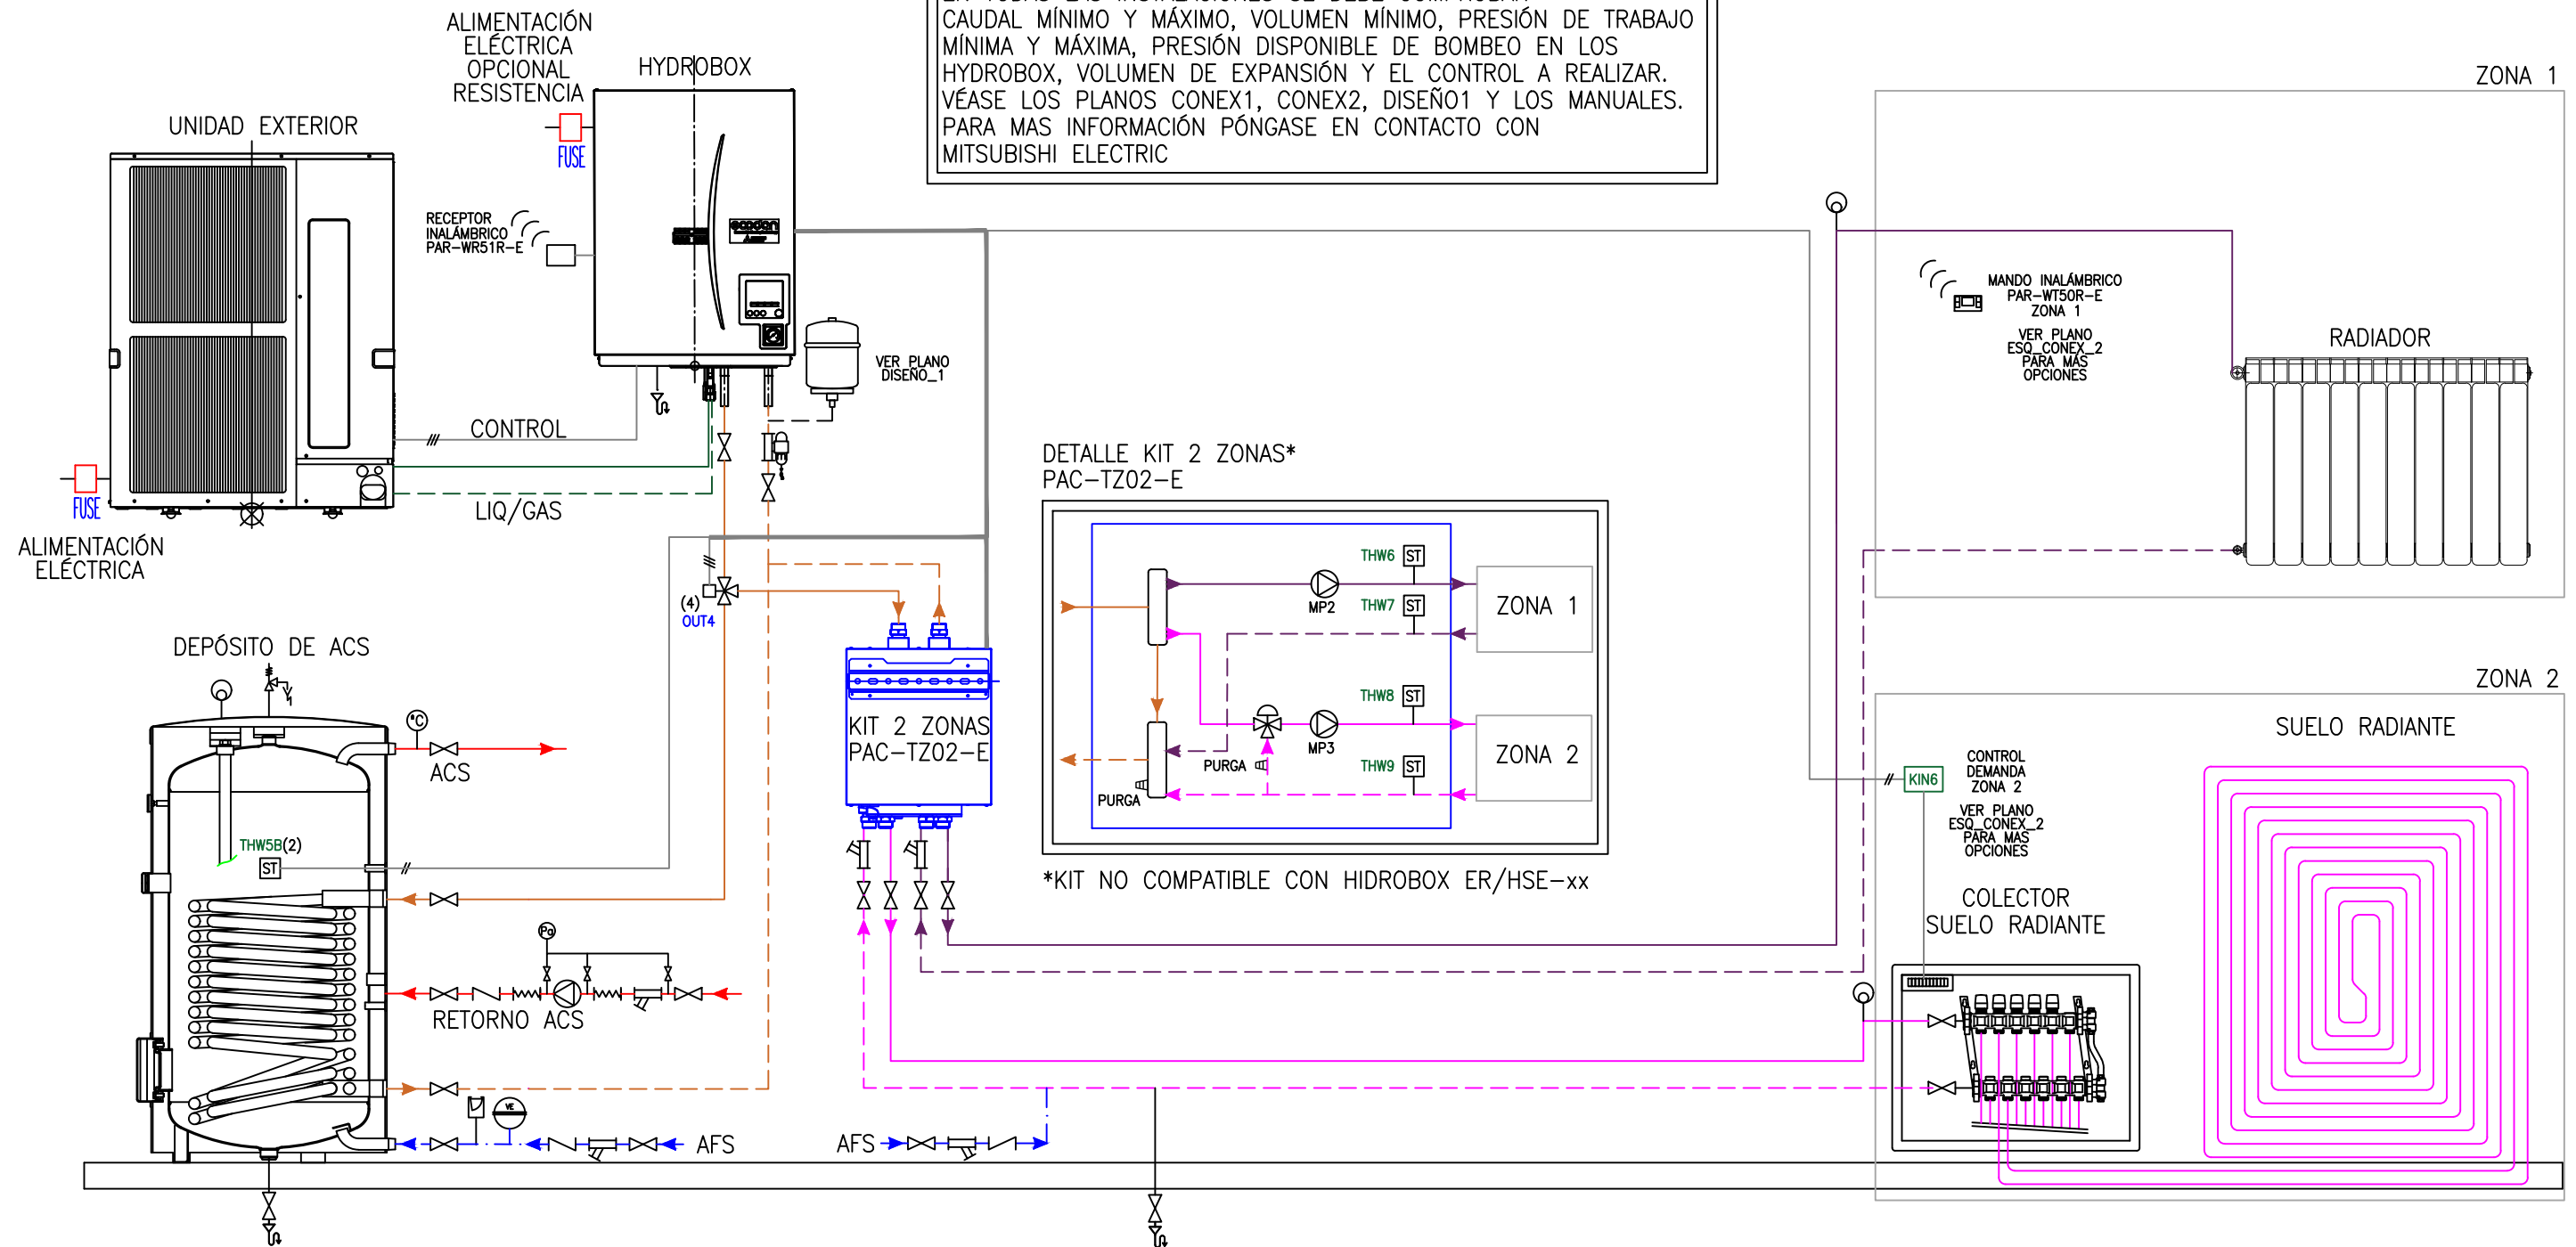 CAUDAL MÍNIMO Y MÁXIMO, VOLUMEN MÍNIMO, PRESIÓN DE TRABAJO
MÍNIMA Y MÁXIMA, PRESIÓN DISPONIBLE DE BOMBEO EN LOS
HYDROBOX, VOLUMEN DE EXPANSIÓN Y EL CONTROL A REALIZAR.
VÉASE LOS PLANOS CONEX1, CONEX2, DISEÑO1 Y LOS MANUALES.
PARA MAS INFORMACIÓN PÓNGASE EN CONTACTO CON
MITSUBISHI ELECTRIC
ALIMENTACIÓN
ELÉCTRICA
OPCIONAL
RESISTENCIA
FUSE
HYDROBOX
UNIDAD EXTERIOR
RECEPTOR
INALÁMBRICO
PAR-WR51R-E
ecodan
VER PLANO
DISEÑO_1
CONTROL
LIQ/GAS
FUSE
ALIMENTACIÓN
ELÉCTRICA
(4)
OUT4
DEPÓSITO DE ACS
°C
ACS
THW5B(2)
ST
Pa
RETORNO ACS
VE
AFS
AFS
KIT 2 ZONAS
PAC-TZ02-E
DETALLE KIT 2 ZONAS*
PAC-TZ02-E
THW6
ST
MP2
THW7
ST
ZONA 1
THW8
ST
MP3
THW9
ST
ZONA 2
PURGA
PURGA
*KIT NO COMPATIBLE CON HIDROBOX ER/HSE-xx
ZONA 1
MANDO INALÁMBRICO
PAR-WT50R-E
ZONA 1
VER PLANO
ESQ_CONEX_2
PARA MAS
OPCIONES
RADIADOR
ZONA 2
SUELO RADIANTE
KIN6
CONTROL
DEMANDA
ZONA 2
VER PLANO
ESQ_CONEX_2
PARA MAS
OPCIONES
COLECTOR
SUELO RADIANTE